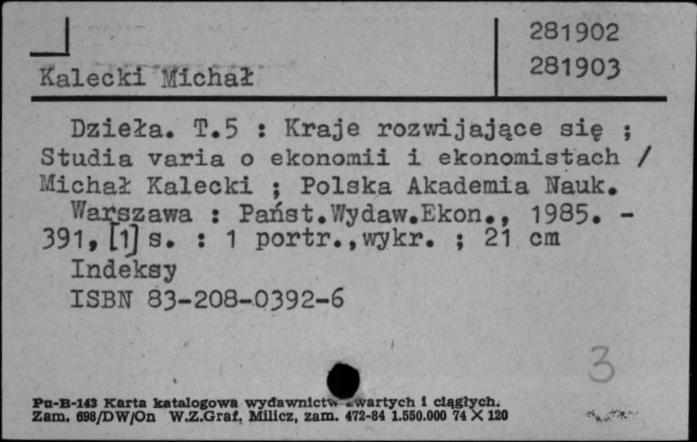 281902
281903
Kalecki Michał
Dzieła. T.5 : Kraje rozwijające się ;
Studia varia o ekonomii i ekonomistach /
Michał Kalecki ; Polska Akademia Nauk.
Warszawa : Państ.Wydaw.Ekon., 1985. -
391, [1] s. : 1 portr.,wykr. ; 21 cm
Indeksy
ISBN 83-208-0392-6
3
Pu-B-143 Karta katalogowa wydawnictw zwartych i ciągłych.
Zam. 698/DW/On W.Z.Graf. Milicz, zam. 472-84 1.550.000 74 X 120